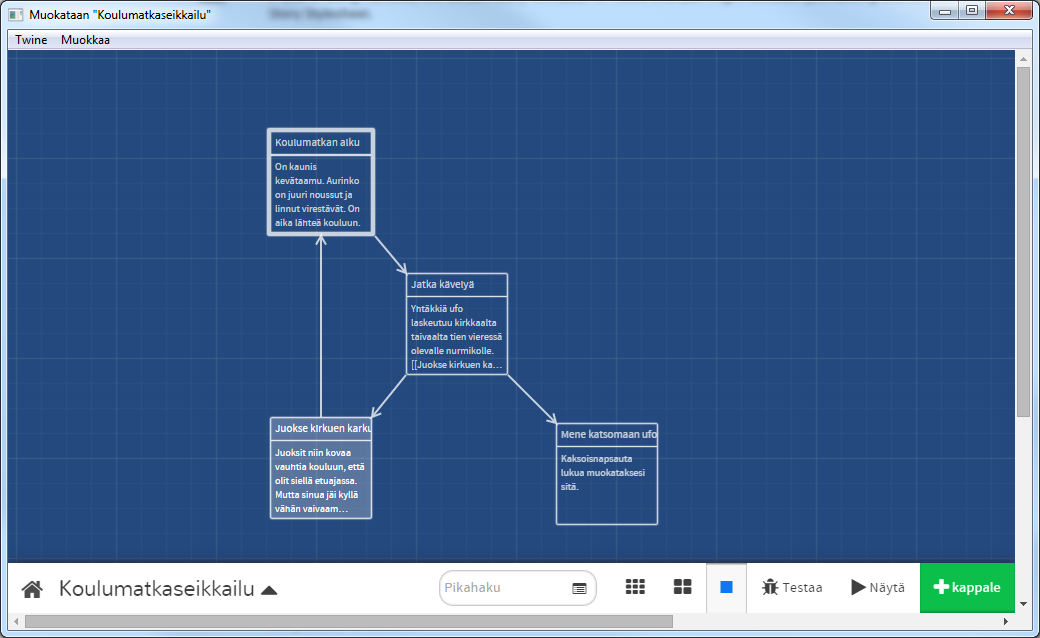 Muokataan "Koulumatkaseikkailu"
Twine Muokkaa
Koulumatkan alku
On kaunis
kevätaamu. Aurinko
on juuri noussut ja
linnut virestävät. On
aika lähteä kouluun.
Jatka kävelyä
Yhtäkkiä ufo
laskeutuu kirkkaalta
taivaalta tien vieressä
olevalle nurmikolle.
[[Juokse kirkuen ka…
Juokse kirkuen karku
Juoksit niin kovaa
vauhtia kouluun, että
olit siellä etuajassa.
Mutta sinua jäi kyllä
vähän vaivaam…
Mene katsomaan ufo
Kaksoisnapsauta
lukua muokataksesi
sitä.
Koulumatkaseikkailu
Pikahaku
Testaa
Näytä
kappale